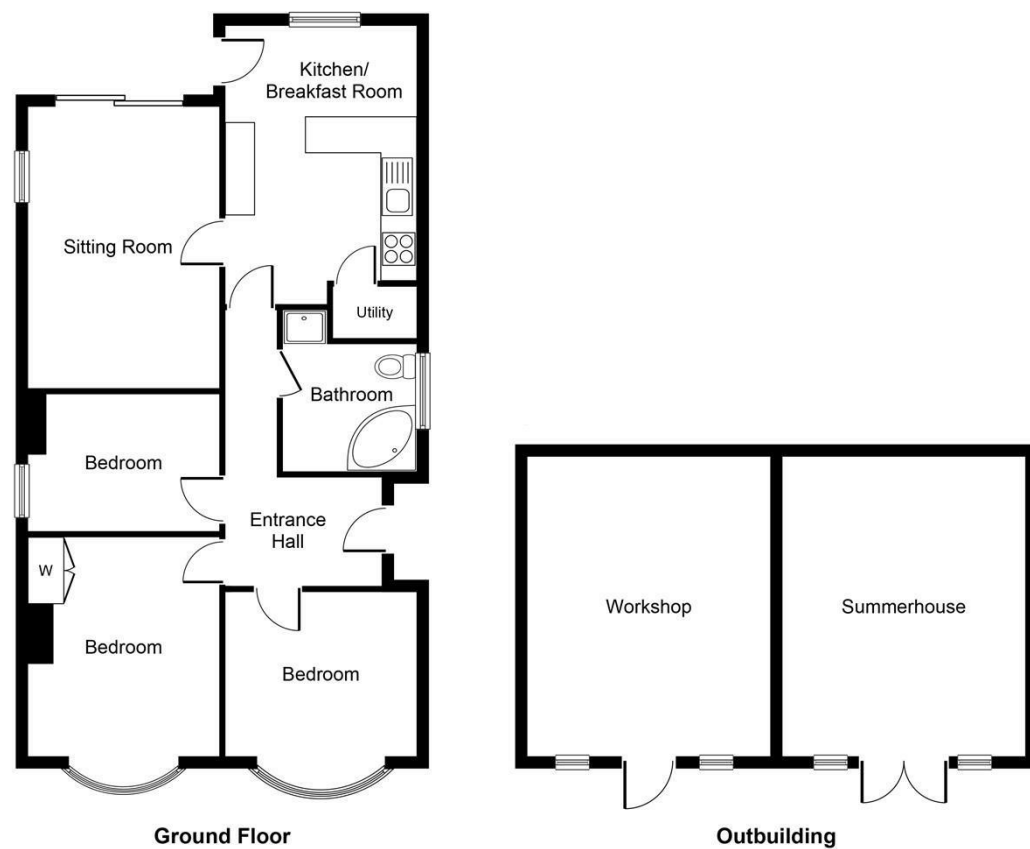 Kitchen/
Breakfast Room
Sitting Room
Utility
Bathroom
Bedroom
Entrance
Hall
W
Bedroom
Bedroom
Workshop
Summerhouse
Ground Floor
Outbuilding